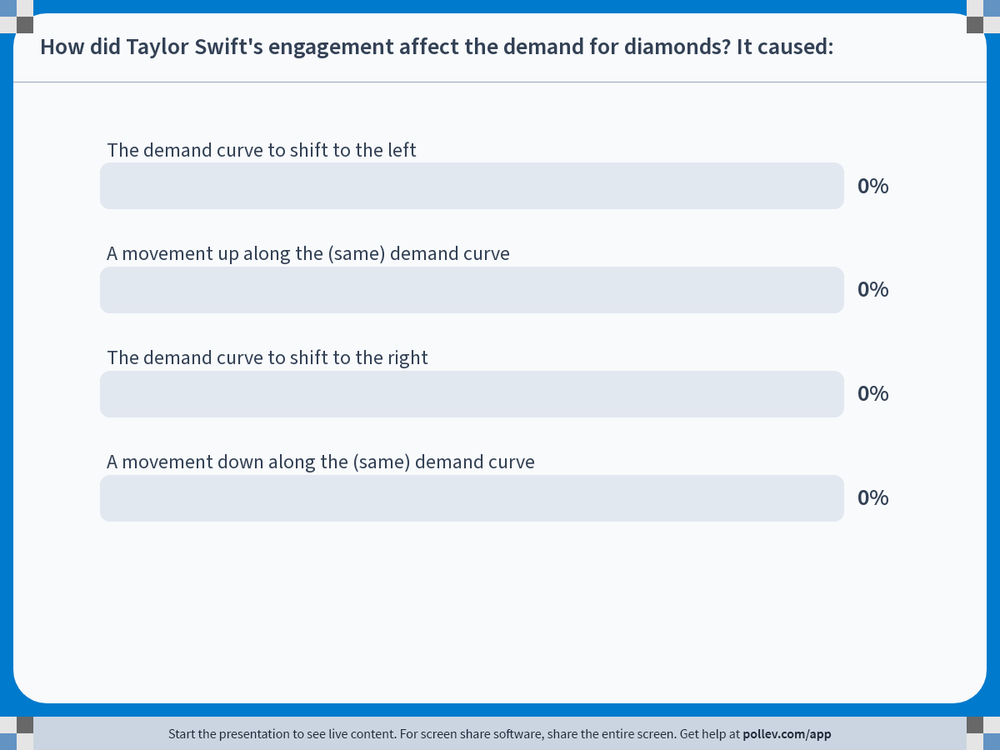 How did Taylor Swift's engagement affect the demand for diamonds? It caused:
The demand curve to shift to the left
0%
A movement up along the (same) demand curve
0%
The demand curve to shift to the right
0%
A movement down along the (same) demand curve
0%
Start the presentation to see live content. For screen share software, share the entire screen. Get help at pollev.com/app